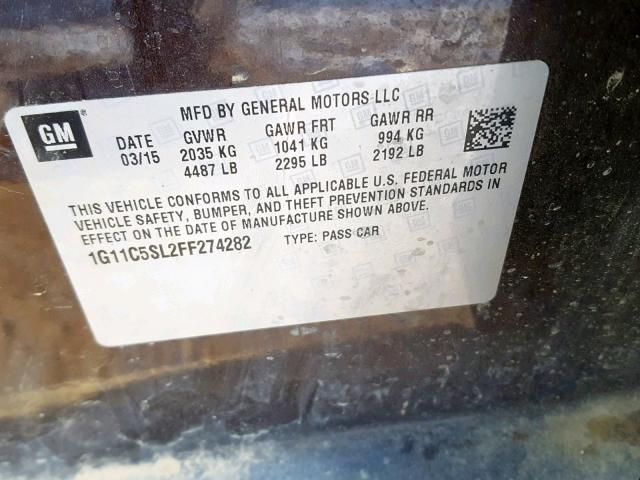 GM
MFD BY GENERAL MOTORS LLC
DATE GVWR GAWR FRT GAWR RR
03/15 2035 KG 1041 KG 994 KG
4487 LB 2295 LB 2192 LB
THIS VEHICLE CONFORMS TO ALL APPLICABLE U.S. FEDERAL MOTOR
VEHICLE SAFETY, BUMPER, AND THEFT PREVENTION STANDARDS IN
EFFECT ON THE DATE OF MANUFACTURE SHOWN ABOVE.
1G11C5SL2FF274282 TYPE: PASS CAR